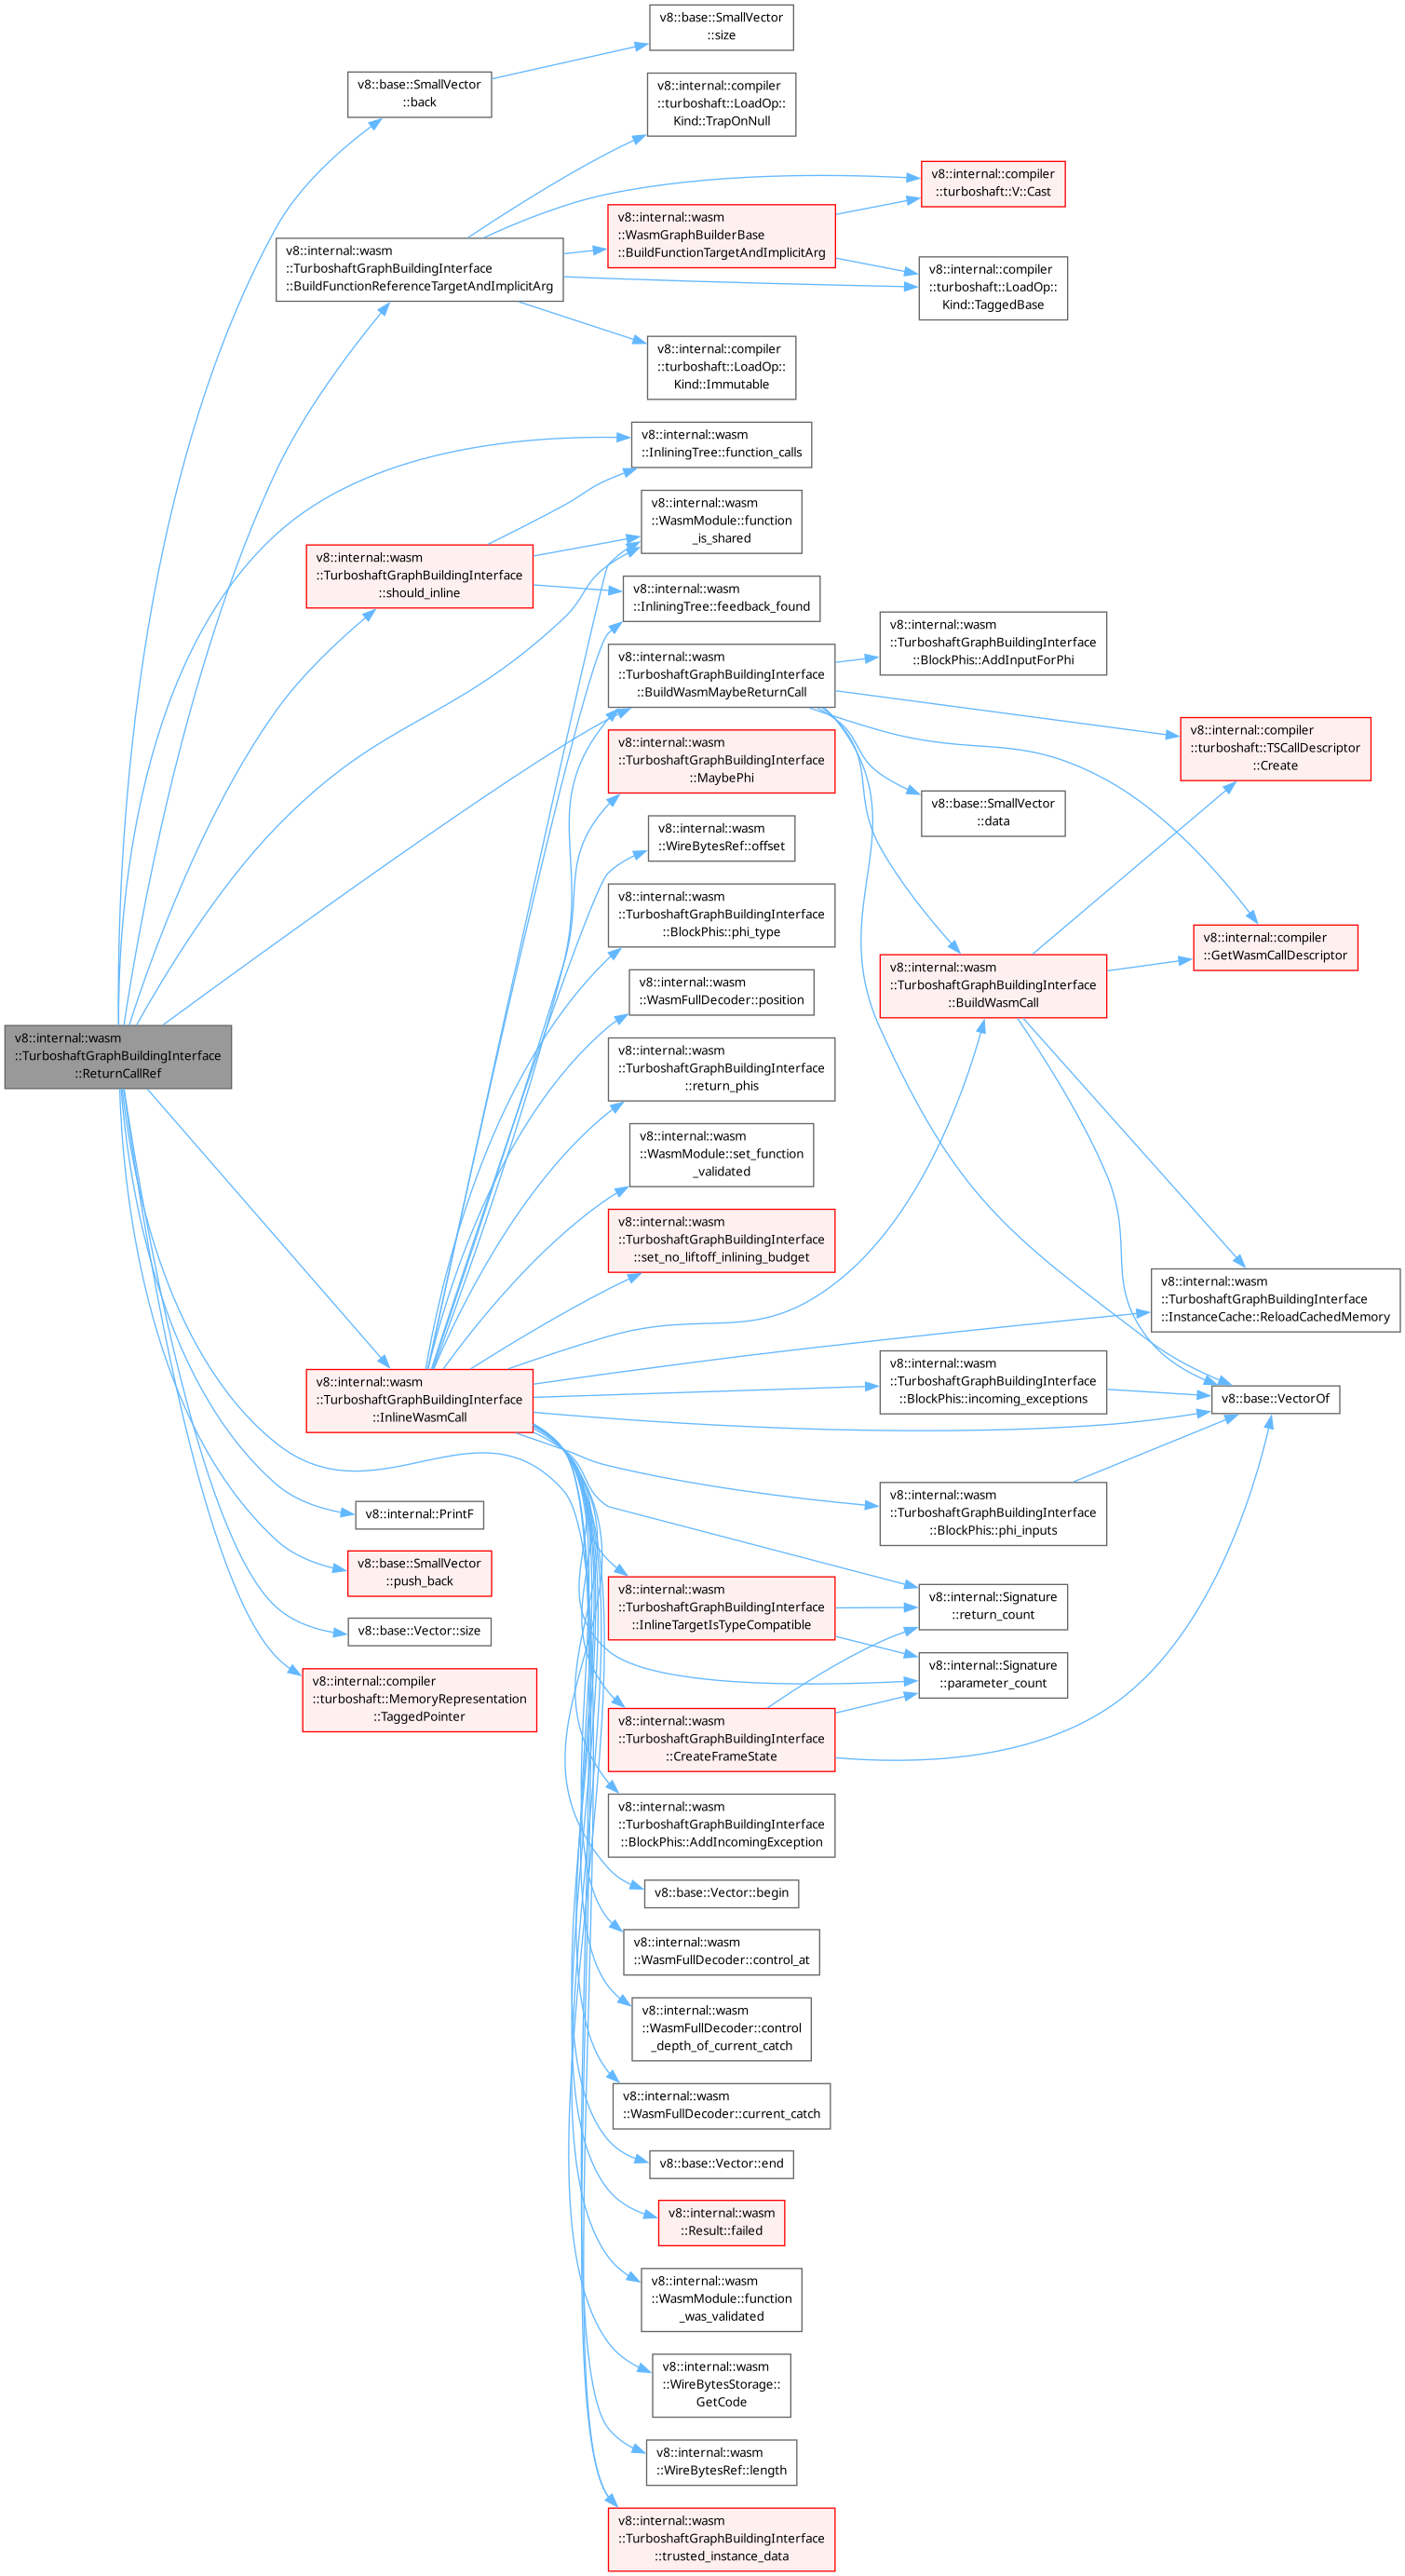 v8::base::SmallVector
::size
v8::base::SmallVector
::back
v8::internal::compiler
::turboshaft::LoadOp::
Kind::TrapOnNull
v8::internal::compiler
::turboshaft::V::Cast
v8::internal::wasm
::WasmGraphBuilderBase
::BuildFunctionTargetAndImplicitArg
v8::internal::wasm
::TurboshaftGraphBuildingInterface
::BuildFunctionReferenceTargetAndImplicitArg
v8::internal::compiler
::turboshaft::LoadOp::
Kind::TaggedBase
v8::internal::compiler
::turboshaft::LoadOp::
Kind::Immutable
v8::internal::wasm
::InliningTree::function_calls
v8::internal::wasm
::WasmModule::function
_is_shared
v8::internal::wasm
::TurboshaftGraphBuildingInterface
::should_inline
v8::internal::wasm
::InliningTree::feedback_found
v8::internal::wasm
::TurboshaftGraphBuildingInterface
::BlockPhis::AddInputForPhi
v8::internal::wasm
::TurboshaftGraphBuildingInterface
::BuildWasmMaybeReturnCall
v8::internal::compiler
::turboshaft::TSCallDescriptor
::Create
v8::internal::wasm
::TurboshaftGraphBuildingInterface
::MaybePhi
v8::base::SmallVector
::data
v8::internal::wasm
::WireBytesRef::offset
v8::internal::wasm
::TurboshaftGraphBuildingInterface
::BlockPhis::phi_type
v8::internal::compiler
::GetWasmCallDescriptor
v8::internal::wasm
::TurboshaftGraphBuildingInterface
::BuildWasmCall
v8::internal::wasm
::WasmFullDecoder::position
v8::internal::wasm
::TurboshaftGraphBuildingInterface
::ReturnCallRef
v8::internal::wasm
::TurboshaftGraphBuildingInterface
::return_phis
v8::internal::wasm
::WasmModule::set_function
_validated
v8::internal::wasm
::TurboshaftGraphBuildingInterface
::set_no_liftoff_inlining_budget
v8::internal::wasm
::TurboshaftGraphBuildingInterface
::InstanceCache::ReloadCachedMemory
v8::internal::wasm
::TurboshaftGraphBuildingInterface
::InlineWasmCall
v8::internal::wasm
::TurboshaftGraphBuildingInterface
::BlockPhis::incoming_exceptions
v8::base::VectorOf
v8::internal::PrintF
v8::internal::wasm
::TurboshaftGraphBuildingInterface
::BlockPhis::phi_inputs
v8::base::SmallVector
::push_back
v8::internal::wasm
::TurboshaftGraphBuildingInterface
::InlineTargetIsTypeCompatible
v8::internal::Signature
::return_count
v8::base::Vector::size
v8::internal::Signature
::parameter_count
v8::internal::compiler
::turboshaft::MemoryRepresentation
::TaggedPointer
v8::internal::wasm
::TurboshaftGraphBuildingInterface
::CreateFrameState
v8::internal::wasm
::TurboshaftGraphBuildingInterface
::BlockPhis::AddIncomingException
v8::base::Vector::begin
v8::internal::wasm
::WasmFullDecoder::control_at
v8::internal::wasm
::WasmFullDecoder::control
_depth_of_current_catch
v8::internal::wasm
::WasmFullDecoder::current_catch
v8::base::Vector::end
v8::internal::wasm
::Result::failed
v8::internal::wasm
::WasmModule::function
_was_validated
v8::internal::wasm
::WireBytesStorage::
GetCode
v8::internal::wasm
::WireBytesRef::length
v8::internal::wasm
::TurboshaftGraphBuildingInterface
::trusted_instance_data